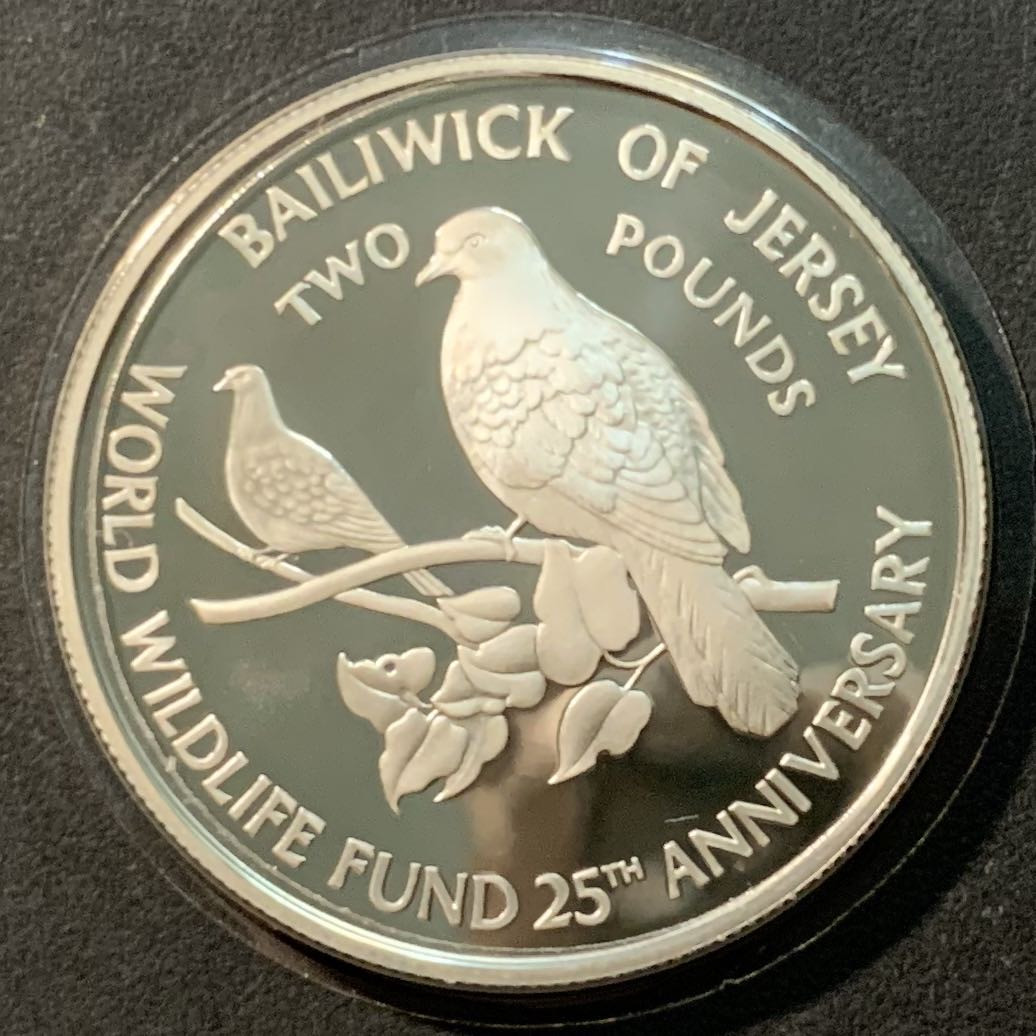 BAILIWICK OF JERSEY
TWO POUNDS
WORLD WILDLIFE FUND 25TH ANNIVERSARY